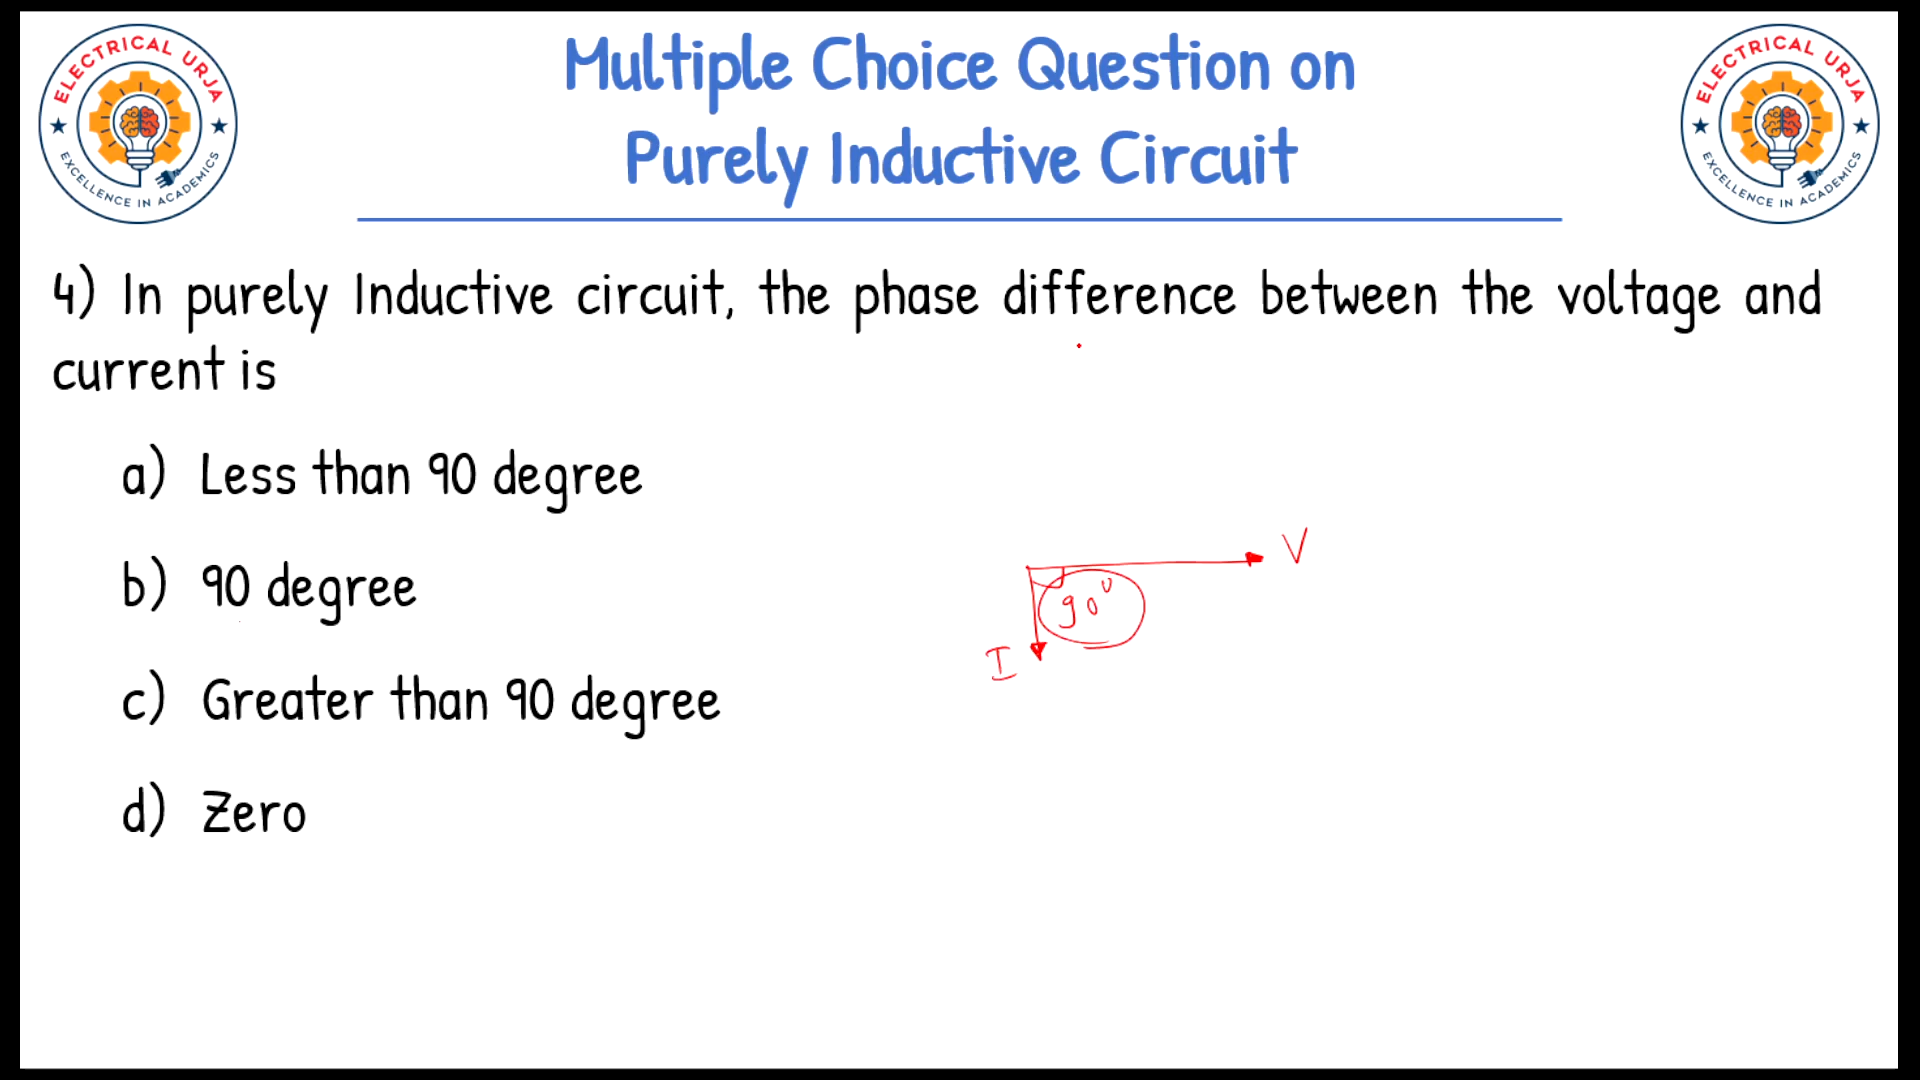 ELECTRICAL URJA
EXCELLENCE IN ACADEMICS
Multiple Choice Question on
Purely Inductive Circuit
ELECTRICAL URJA
EXCELLENCE IN ACADEMICS
4) In purely Inductive circuit, the phase difference between the voltage and
current is
a) Less than 90 degree
b) 90 degree
c) Greater than 90 degree
d) Zero
V
90°
I